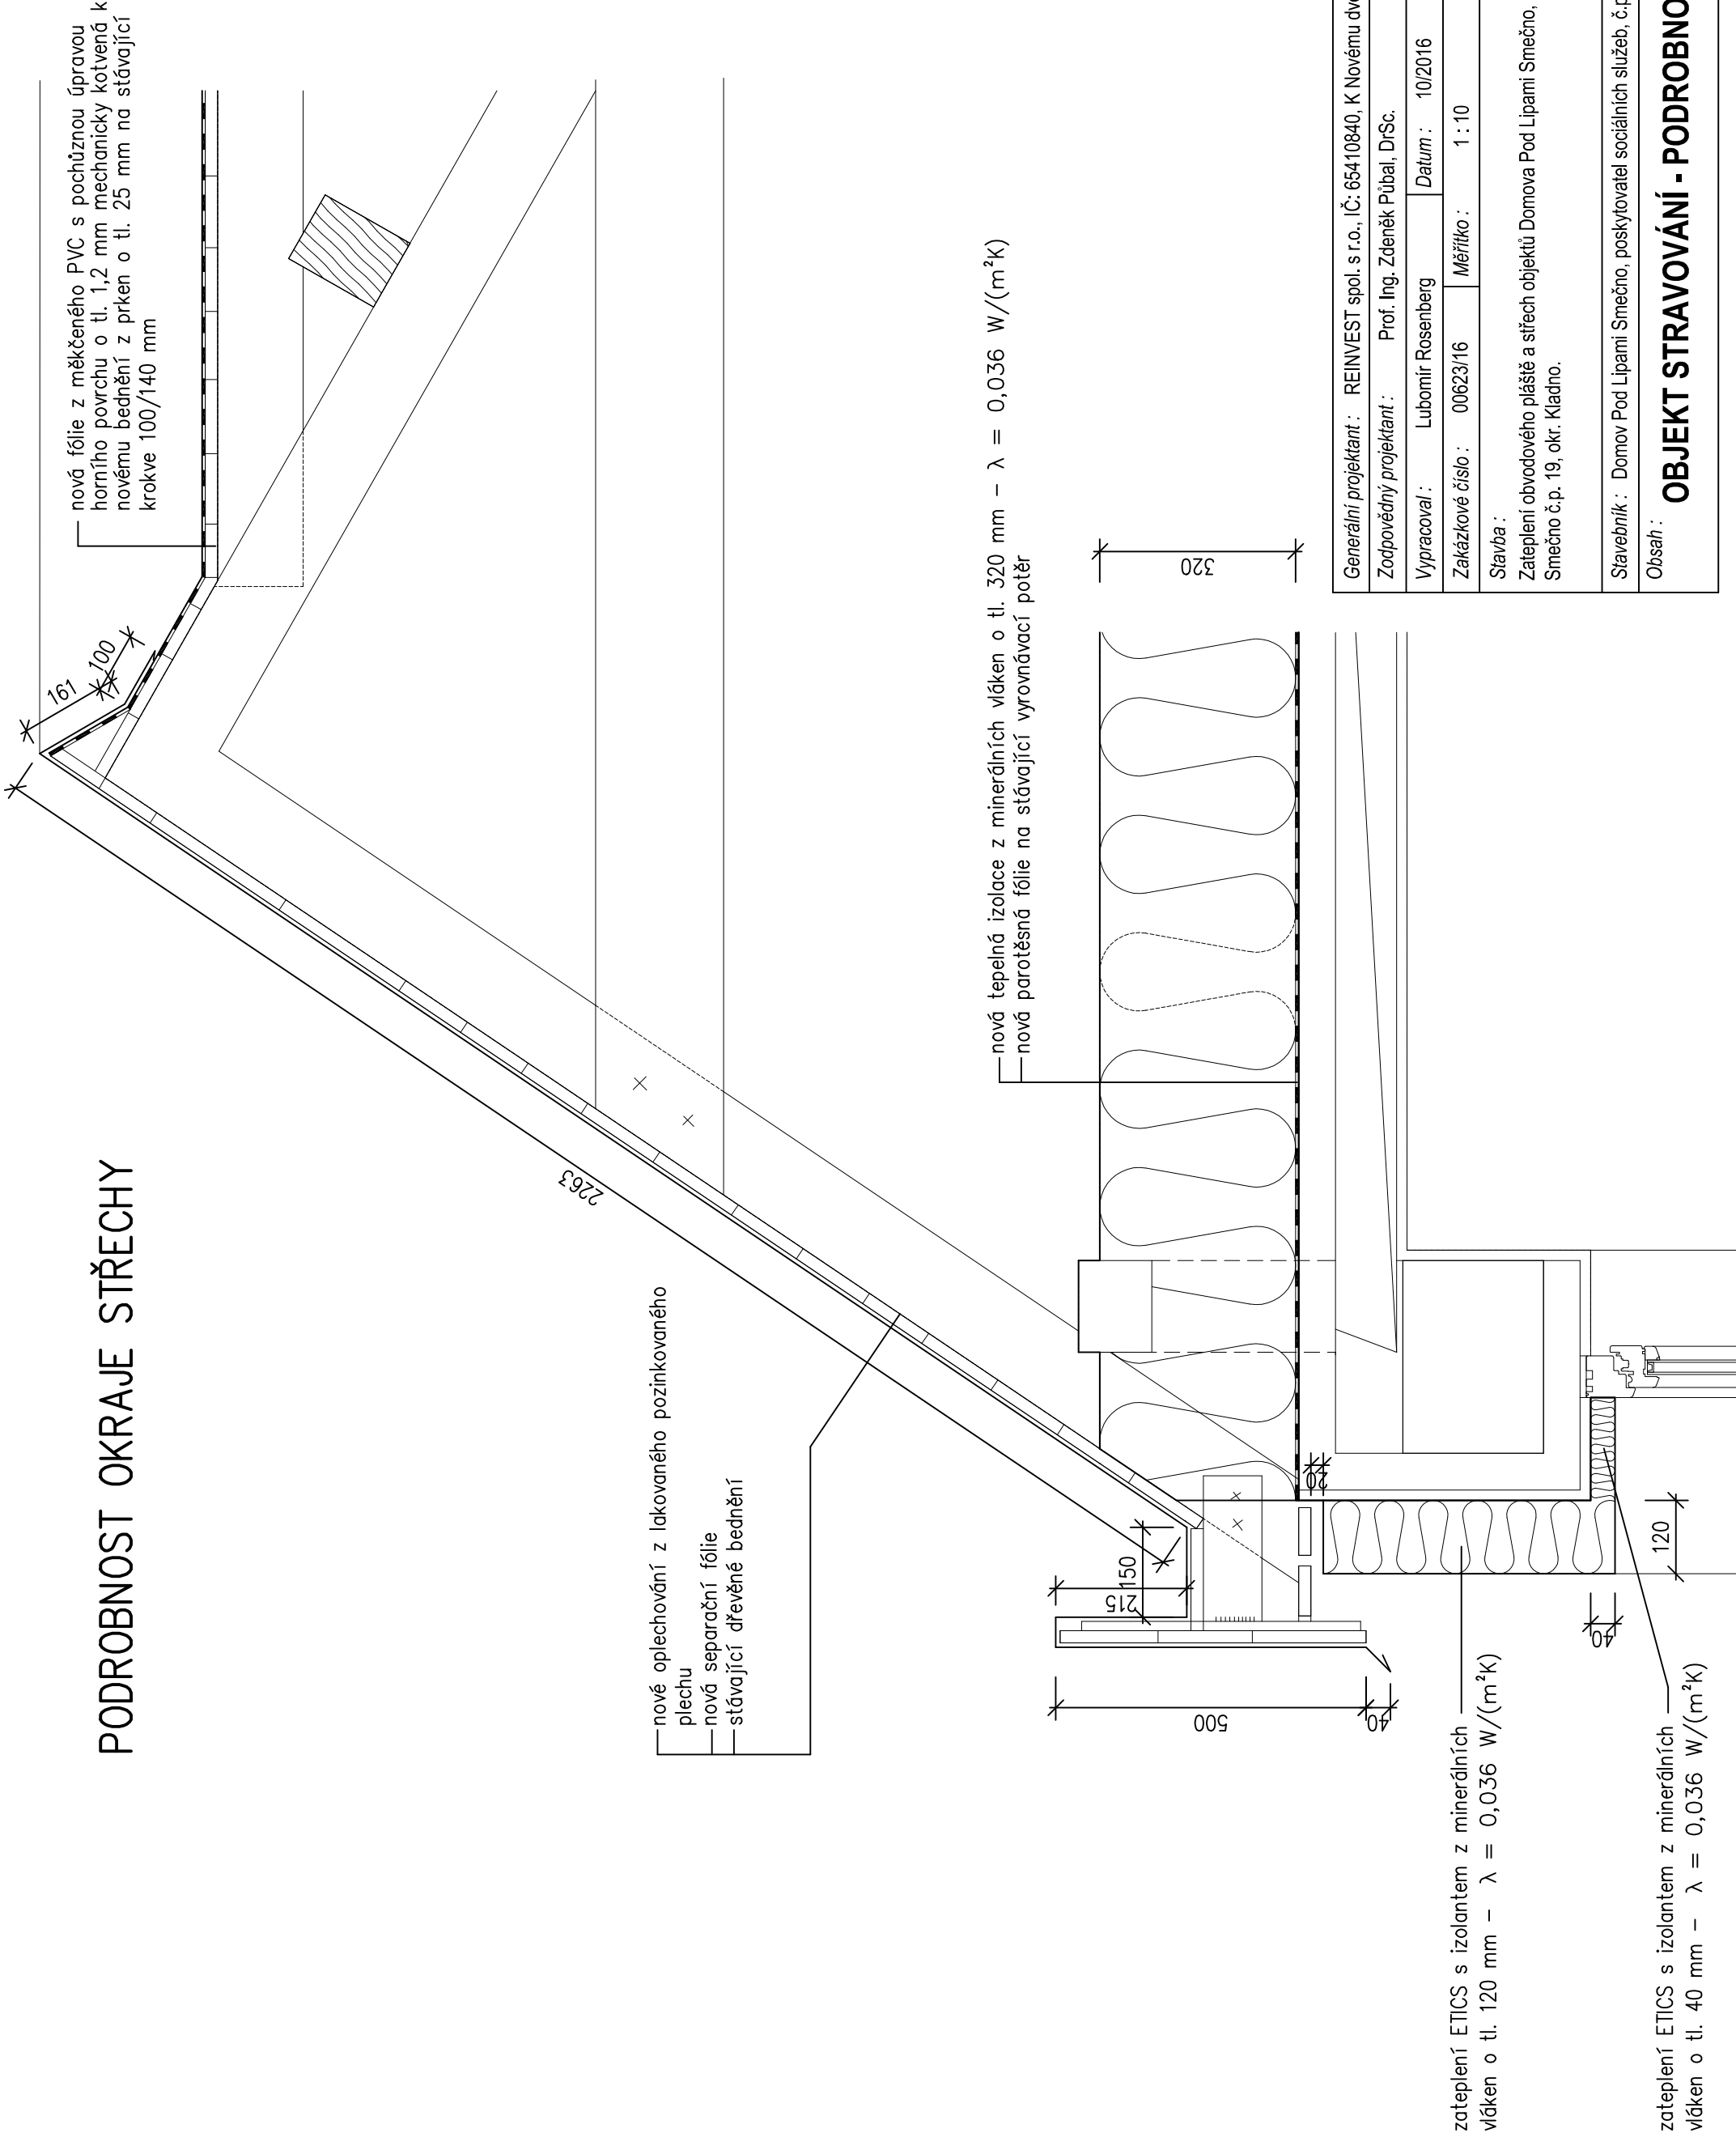 PODROBNOST OKRAJE STŘECHY
nová fólie z měkčeného PVC s pochůznou úpravou
horního povrchu o tl. 1,2 mm mechanicky kotvená k
novému bednění z prken o tl. 25 mm na stávající
krokve 100/140 mm
161
100
2263
nové oplechování z lakovaného pozinkovaného
plechu
nová separační fólie
stávající dřevěné bednění
nová tepelná izolace z minerálních vláken o tl. 320 mm – λ = 0,036 W/(m²K)
nová parotěsná fólie na stávající vyrovnávací potěr
320
150
215
20
500
40
120
40
zateplení ETICS s izolantem z minerálních
vláken o tl. 120 mm – λ = 0,036 W/(m²K)
zateplení ETICS s izolantem z minerálních
vláken o tl. 40 mm – λ = 0,036 W/(m²K)
Generální projektant : REINVEST spol. s r.o., IČ: 65410840, K Novému dv
Zodpovědný projektant : Prof. Ing. Zdeněk Půbal, DrSc.
Vypracoval : Lubomír Rosenberg Datum : 10/2016
Zakázkové číslo : 00623/16 Měřítko : 1 : 10
Stavba :
Zateplení obvodového pláště a střech objektů Domova Pod Lipami Smečno,
Smečno č.p. 19, okr. Kladno.
Stavebník : Domov Pod Lipami Smečno, poskytovatel sociálních služeb, č.p
Obsah :
OBJEKT STRAVOVÁNÍ - PODROBNO